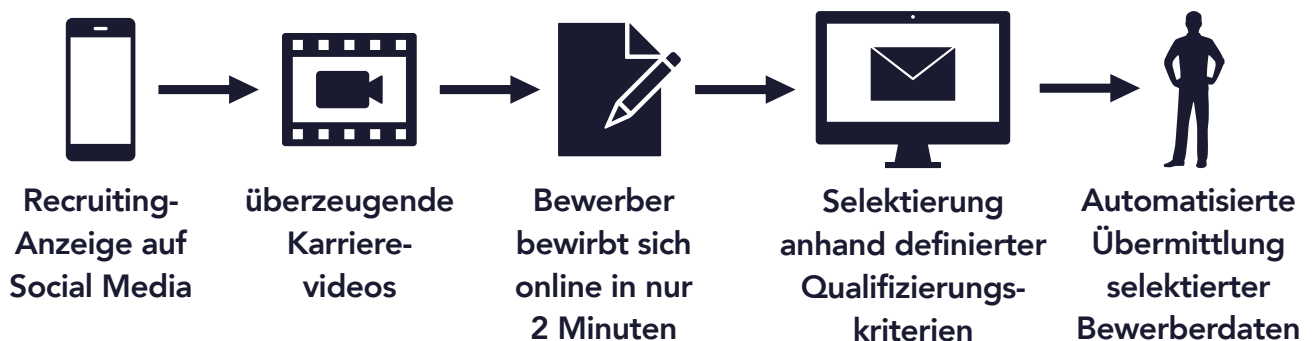 Recruiting-
Anzeige auf
Social Media
überzeugende
Karriere-
videos
Bewerber
bewirbt sich
online in nur
2 Minuten
Selektierung
anhand definierter
Qualifizierungs-
kriterien
Automatisierte
Übermittlung
selektierter
Bewerberdaten